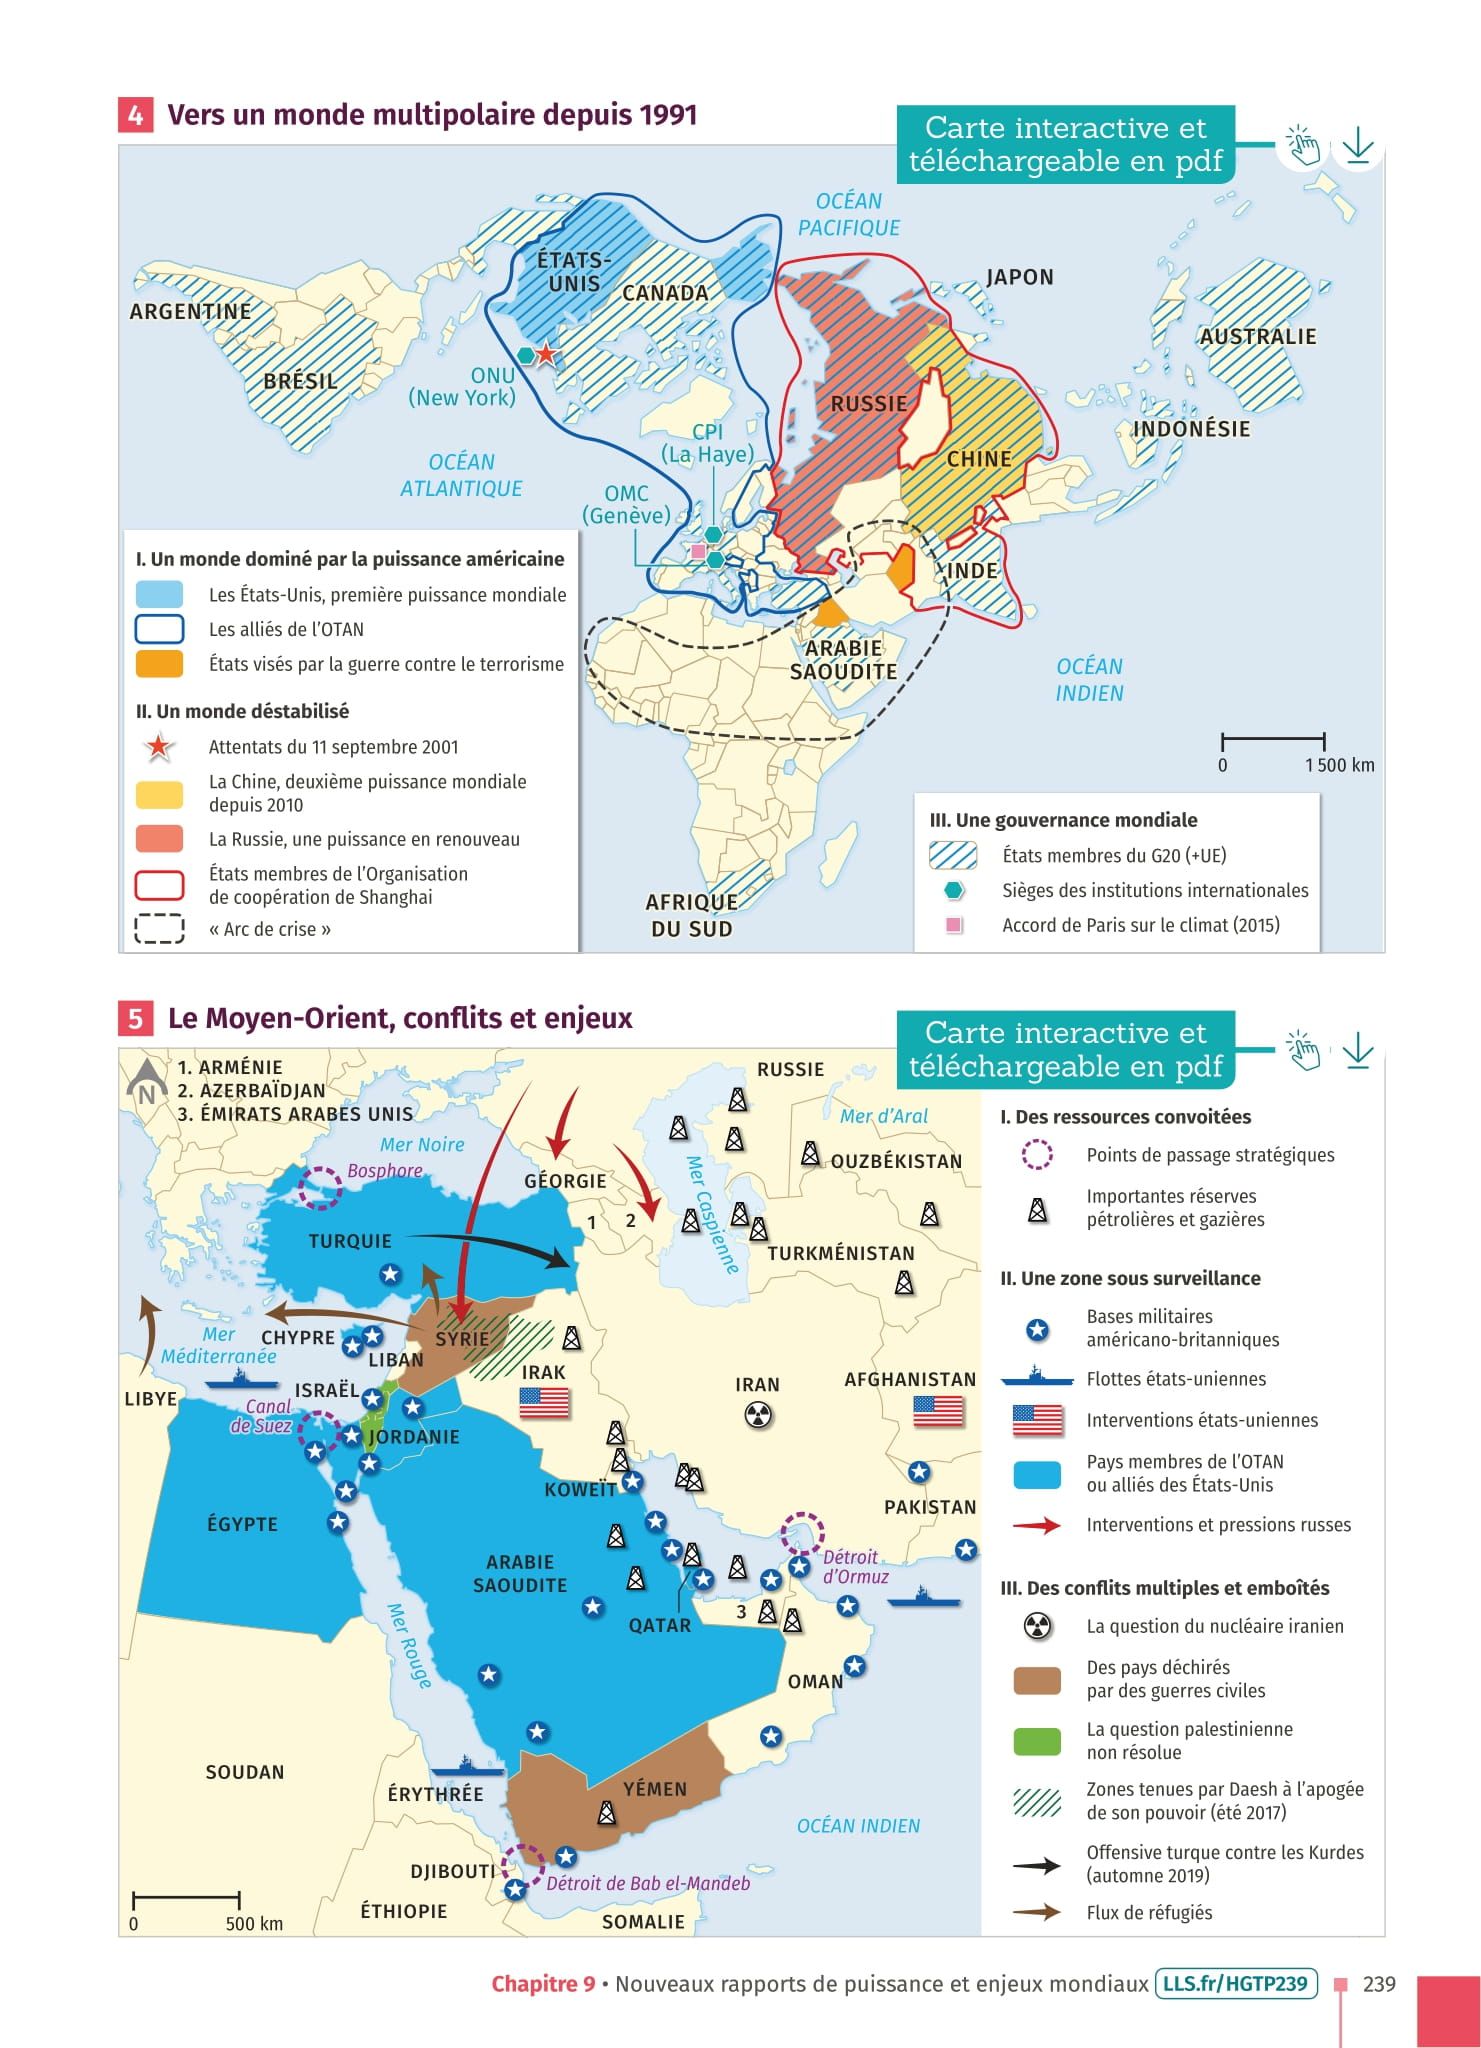 4 Vers un monde multipolaire depuis 1991
Carte interactive et
téléchargeable en pdf
OCÉAN
PACIFIQUE
ÉTATS-
UNIS
CANADA
JAPON
ARGENTINE
BRÉSIL
AUSTRALIE
ONU
(New York)
RUSSIE
INDONÉSIE
CPI
(La Haye)
CHINE
OCÉAN
ATLANTIQUE
OMC
(Genève)
INDE
ARABIE
SAOUDITE
OCÉAN
INDIEN
AFRIQUE
DU SUD
0 1 500 km
I. Un monde dominé par la puissance américaine
Les États-Unis, première puissance mondiale
Les alliés de l'OTAN
États visés par la guerre contre le terrorisme
II. Un monde déstabilisé
Attentats du 11 septembre 2001
La Chine, deuxième puissance mondiale
depuis 2010
La Russie, une puissance en renouveau
États membres de l'Organisation
de coopération de Shanghai
« Arc de crise »
III. Une gouvernance mondiale
États membres du G20 (+UE)
Sièges des institutions internationales
Accord de Paris sur le climat (2015)
5 Le Moyen-Orient, conflits et enjeux
Carte interactive et
téléchargeable en pdf
N
1. ARMÉNIE
2. AZERBAÏDJAN
3. ÉMIRATS ARABES UNIS
RUSSIE
Mer d'Aral
Mer Noire
Bosphore
GÉORGIE
OUZBÉKISTAN
Mer Caspienne
1
2
TURQUIE
TURKMÉNISTAN
Mer
Méditerranée
CHYPRE
SYRIE
LIBAN
IRAK
IRAN
AFGHANISTAN
LIBYE
ISRAËL
Canal
de Suez
JORDANIE
KOWEÏT
PAKISTAN
ÉGYPTE
ARABIE
SAOUDITE
Détroit
d'Ormuz
QATAR
3
Mer Rouge
OMAN
SOUDAN
ÉRYTHRÉE
YÉMEN
OCÉAN INDIEN
DJIBOUTI
Détroit de Bab el-Mandeb
ÉTHIOPIE
SOMALIE
0 500 km
I. Des ressources convoitées
Points de passage stratégiques
Importantes réserves
pétrolières et gazières
II. Une zone sous surveillance
Bases militaires
américano-britanniques
Flottes états-uniennes
Interventions états-uniennes
Pays membres de l'OTAN
ou alliés des États-Unis
Interventions et pressions russes
III. Des conflits multiples et emboîtés
La question du nucléaire iranien
Des pays déchirés
par des guerres civiles
La question palestinienne
non résolue
Zones tenues par Daesh à l'apogée
de son pouvoir (été 2017)
Offensive turque contre les Kurdes
(automne 2019)
Flux de réfugiés
Chapitre 9 • Nouveaux rapports de puissance et enjeux mondiaux LLS.fr/HGTP239 239